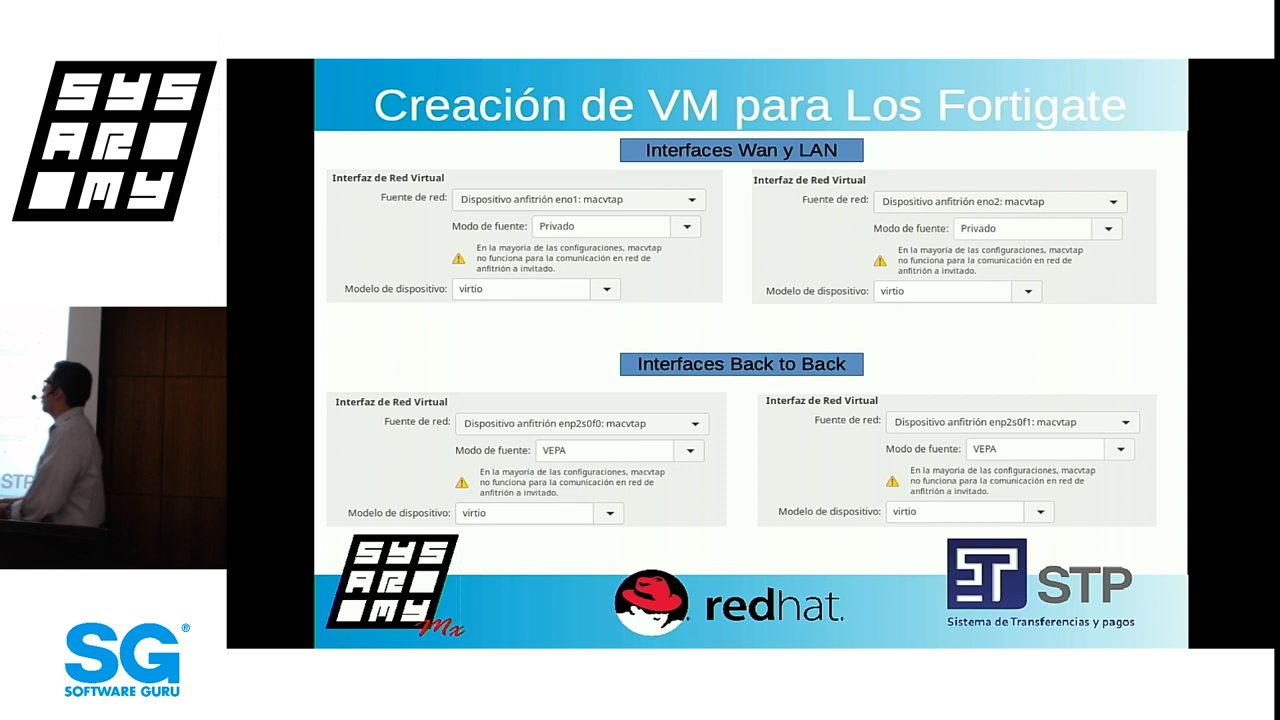 SYS
AR
MY
Creación de VM para Los Fortigate
Interfaces Wan y LAN
Interfaz de Red Virtual
Fuente de red: Dispositivo anfitrión eno1: macvtap
Modo de fuente: Privado
En la mayoría de las configuraciones, macvtap
no funciona para la comunicación en red de
anfitrión a invitado.
Modelo de dispositivo: virtio
Interfaz de Red Virtual
Fuente de red: Dispositivo anfitrión eno2: macvtap
Modo de fuente: Privado
En la mayoría de las configuraciones, macvtap
no funciona para la comunicación en red de
anfitrión a invitado.
Modelo de dispositivo: virtio
Interfaces Back to Back
Interfaz de Red Virtual
Fuente de red: Dispositivo anfitrión enp2s0f0: macvtap
Modo de fuente: VEPA
En la mayoría de las configuraciones, macvtap
no funciona para la comunicación en red de
anfitrión a invitado.
Modelo de dispositivo: virtio
Interfaz de Red Virtual
Fuente de red: Dispositivo anfitrión enp2s0f1: macvtap
Modo de fuente: VEPA
En la mayoría de las configuraciones, macvtap
no funciona para la comunicación en red de
anfitrión a invitado.
Modelo de dispositivo: virtio
SYS
AR
MY
Mx
redhat.
STP
Sistema de Transferencias y pagos
STP
SG®
SOFTWARE GURU